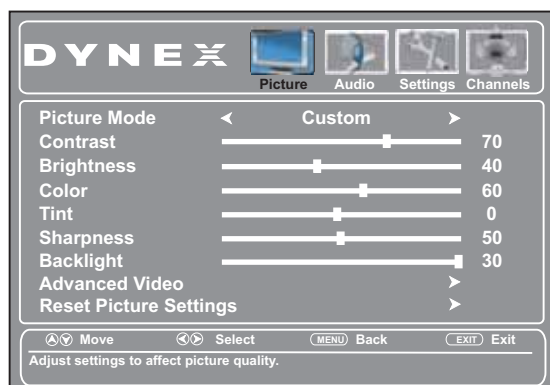 DYNEX
Picture Audio Settings Channels
Picture Mode Custom
Contrast 70
Brightness 40
Color 60
Tint 0
Sharpness 50
Backlight 30
Advanced Video
Reset Picture Settings
Move Select MENU Back EXIT Exit
Adjust settings to affect picture quality.